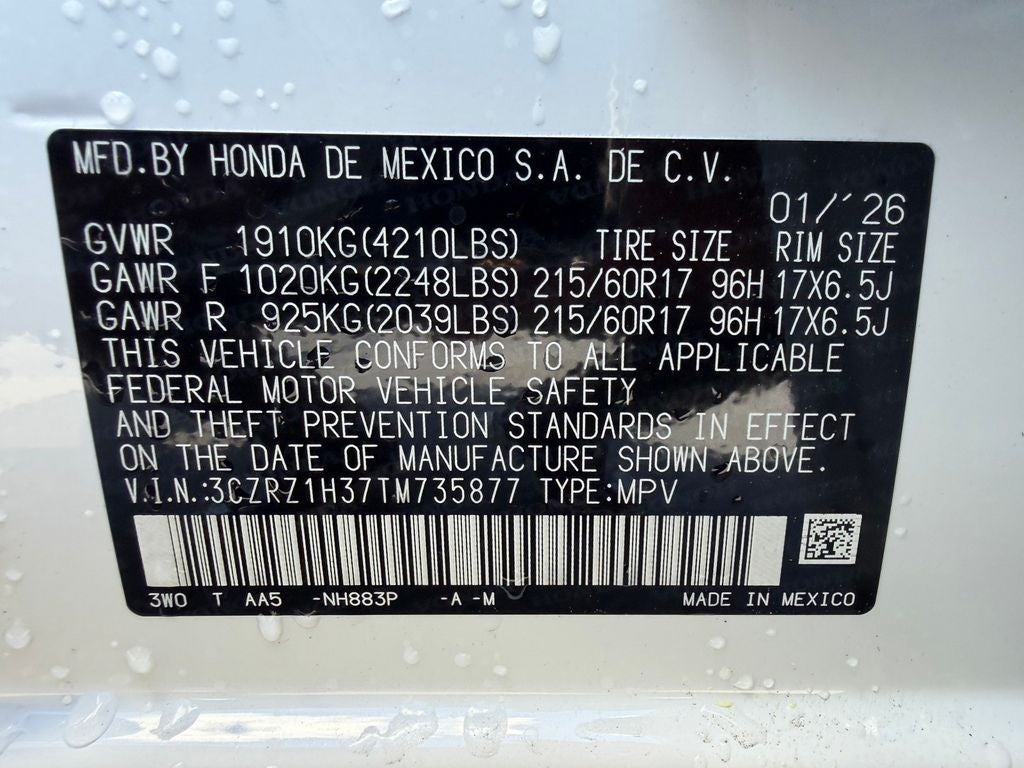 MFD.BY HONDA DE MEXICO S.A. DE C.V.
01/'26
GVWR 1910KG(4210LBS) TIRE SIZE RIM SIZE
GAWR F 1020KG(2248LBS) 215/60R17 96H 17X6.5J
GAWR R 925KG(2039LBS) 215/60R17 96H 17X6.5J
THIS VEHICLE CONFORMS TO ALL APPLICABLE
FEDERAL MOTOR VEHICLE SAFETY
AND THEFT PREVENTION STANDARDS IN EFFECT
ON THE DATE OF MANUFACTURE SHOWN ABOVE.
V.I.N.:3CZRZ1H37TM735877 TYPE:MPV
3W0 T AA5 -NH883P -A -M MADE IN MEXICO